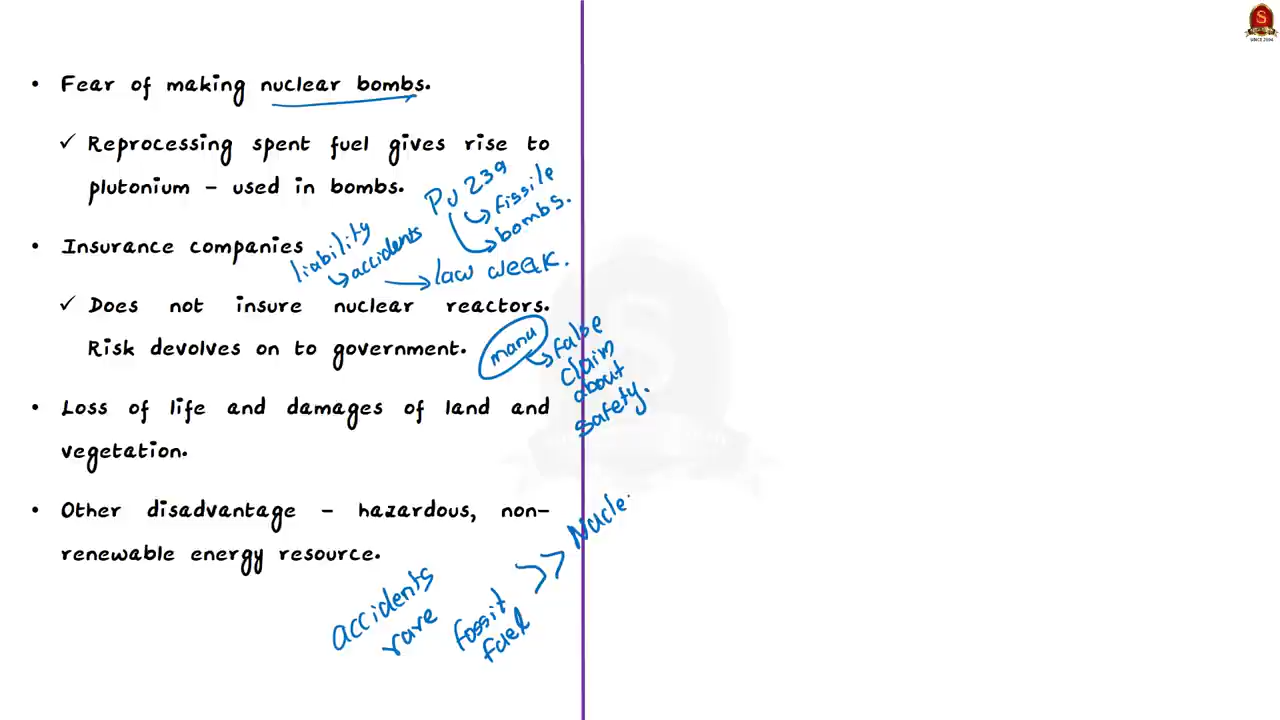 • Fear of making nuclear bombs.
✓ Reprocessing spent fuel gives rise to
plutonium – used in bombs.
Pu 239
fissile
bombs.
• Insurance companies
liability
accidents
law weak.
✓ Does not insure nuclear reactors.
Risk devolves on to government.
manu
false
claim
about
safety.
• Loss of life and damages of land and
vegetation.
• Other disadvantage – hazardous, non-
renewable energy resource.
accidents
rare
fossil
fuel
>> Nucle
S
SINCE 2004